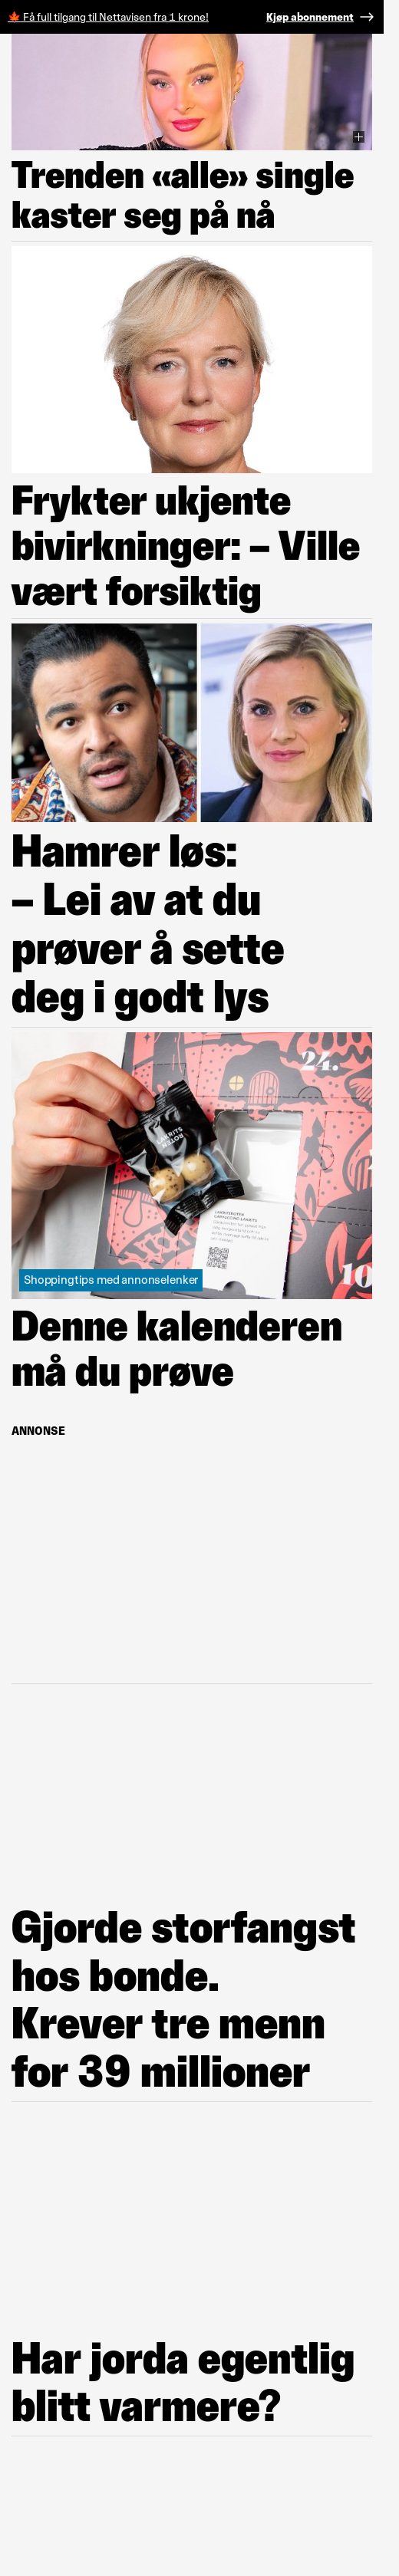 🍁 Få full tilgang til Nettavisen fra 1 krone!
Kjøp abonnement →
Trenden «alle» single
kaster seg på nå
Frykter ukjente
bivirkninger: – Ville
vært forsiktig
Hamrer løs:
– Lei av at du
prøver å sette
deg i godt lys
24.
LAKRITS
10
Shoppingtips med annonselenker
Denne kalenderen
må du prøve
ANNONSE
Gjorde storfangst
hos bonde.
Krever tre menn
for 39 millioner
Har jorda egentlig
blitt varmere?